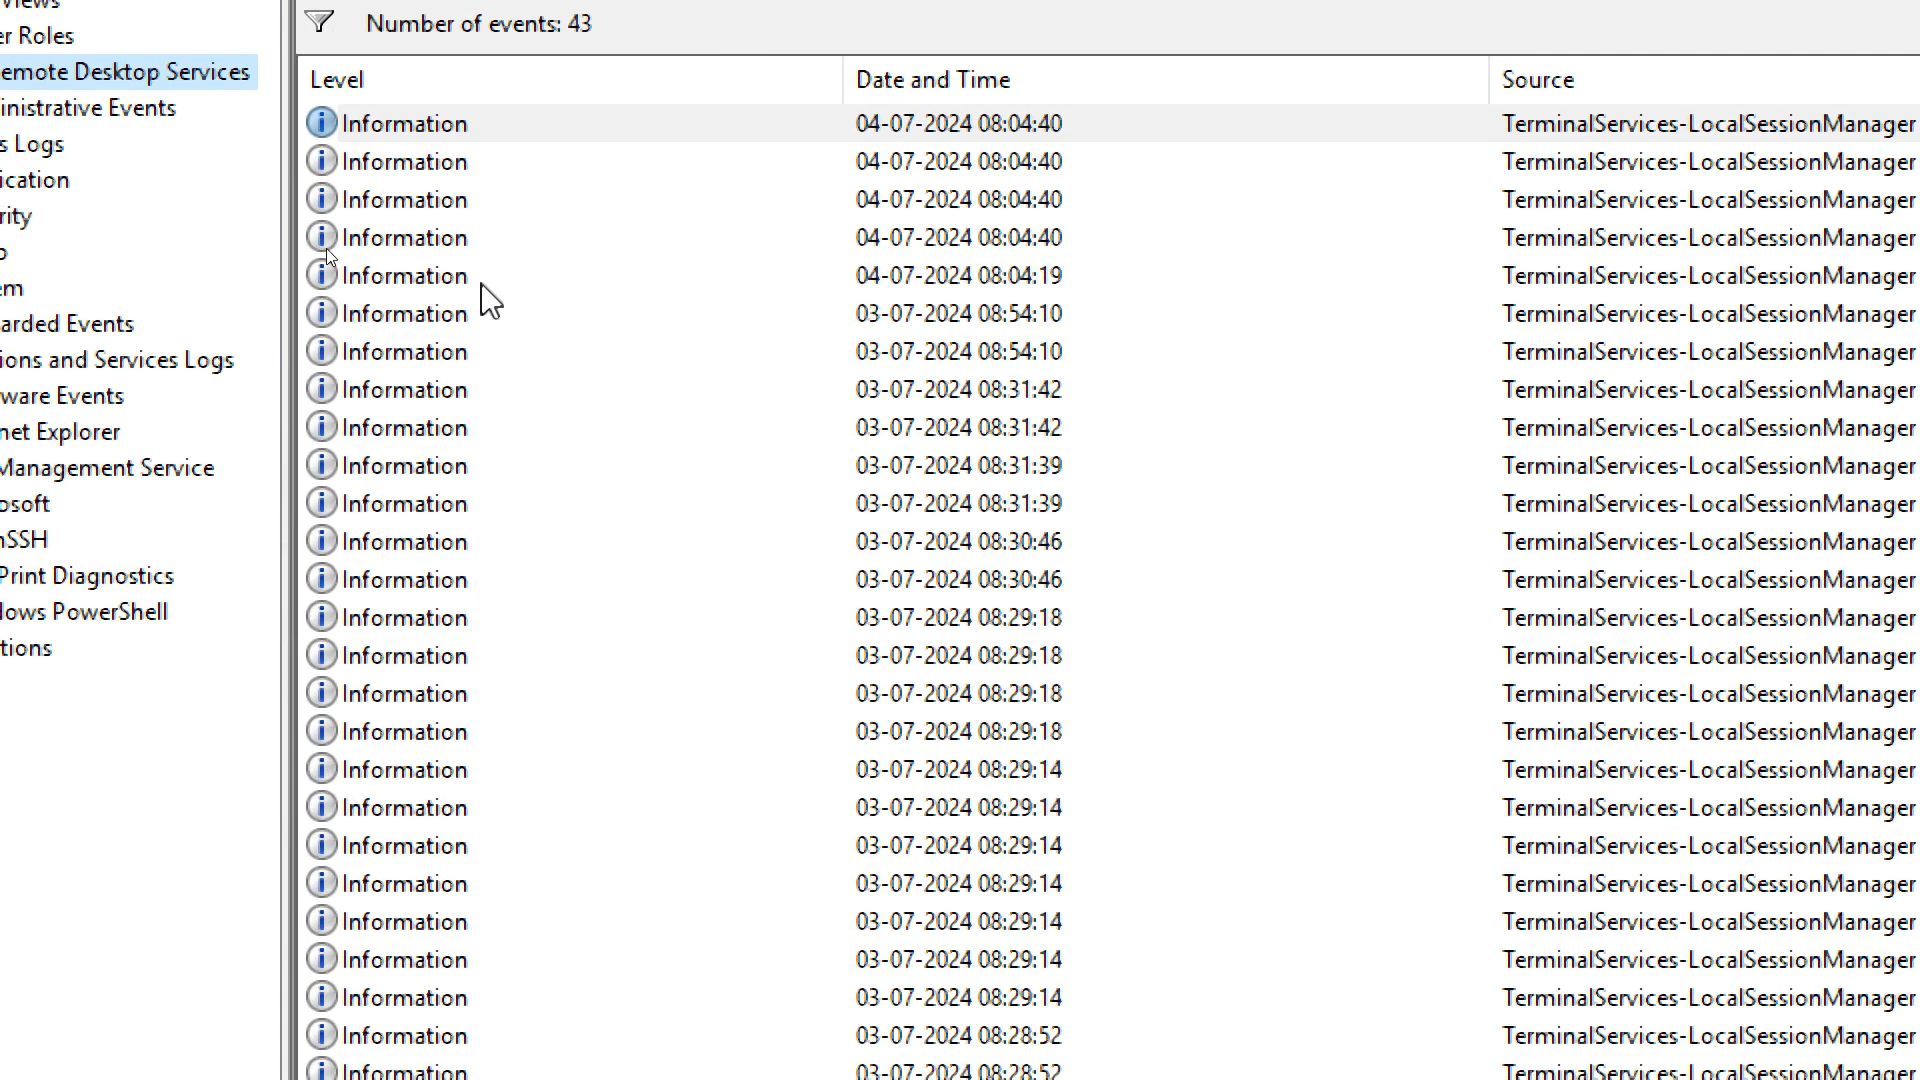 Views
er Roles
emote Desktop Services
inistrative Events
s Logs
ication
rity
p
em
arded Events
ions and Services Logs
ware Events
net Explorer
Management Service
osoft
nSSH
Print Diagnostics
dows PowerShell
tions
Number of events: 43
Level Date and Time Source
Information 04-07-2024 08:04:40 TerminalServices-LocalSessionManager
Information 04-07-2024 08:04:40 TerminalServices-LocalSessionManager
Information 04-07-2024 08:04:40 TerminalServices-LocalSessionManager
Information 04-07-2024 08:04:40 TerminalServices-LocalSessionManager
Information 04-07-2024 08:04:19 TerminalServices-LocalSessionManager
Information 03-07-2024 08:54:10 TerminalServices-LocalSessionManager
Information 03-07-2024 08:54:10 TerminalServices-LocalSessionManager
Information 03-07-2024 08:31:42 TerminalServices-LocalSessionManager
Information 03-07-2024 08:31:42 TerminalServices-LocalSessionManager
Information 03-07-2024 08:31:39 TerminalServices-LocalSessionManager
Information 03-07-2024 08:31:39 TerminalServices-LocalSessionManager
Information 03-07-2024 08:30:46 TerminalServices-LocalSessionManager
Information 03-07-2024 08:30:46 TerminalServices-LocalSessionManager
Information 03-07-2024 08:29:18 TerminalServices-LocalSessionManager
Information 03-07-2024 08:29:18 TerminalServices-LocalSessionManager
Information 03-07-2024 08:29:18 TerminalServices-LocalSessionManager
Information 03-07-2024 08:29:18 TerminalServices-LocalSessionManager
Information 03-07-2024 08:29:14 TerminalServices-LocalSessionManager
Information 03-07-2024 08:29:14 TerminalServices-LocalSessionManager
Information 03-07-2024 08:29:14 TerminalServices-LocalSessionManager
Information 03-07-2024 08:29:14 TerminalServices-LocalSessionManager
Information 03-07-2024 08:29:14 TerminalServices-LocalSessionManager
Information 03-07-2024 08:29:14 TerminalServices-LocalSessionManager
Information 03-07-2024 08:29:14 TerminalServices-LocalSessionManager
Information 03-07-2024 08:28:52 TerminalServices-LocalSessionManager
Information 03-07-2024 08:28:52 TerminalServices-LocalSessionManager